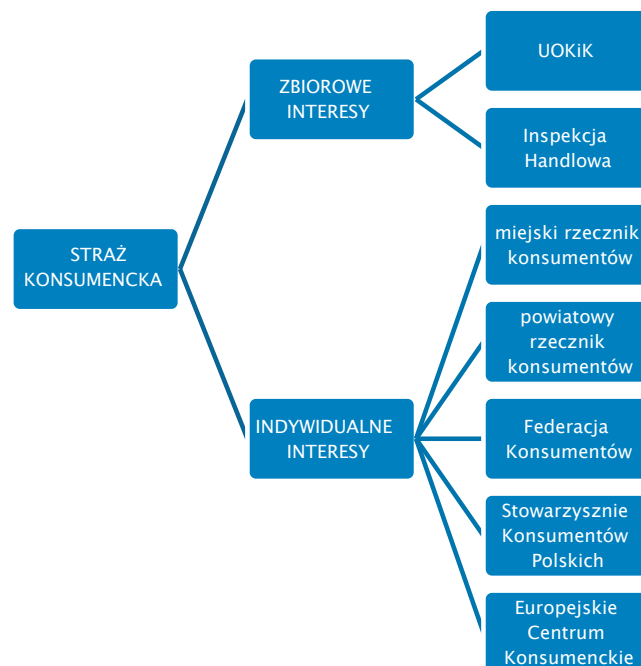 STRAŻ
KONSUMENCKA
ZBIOROWE
INTERESY
UOKiK
Inspekcja
Handlowa
INDYWIDUALNE
INTERESY
miejski rzecznik
konsumentów
powiatowy
rzecznik
konsumentów
Federacja
Konsumentów
Stowarzysznie
Konsumentów
Polskich
Europejskie
Centrum
Konsumenckie